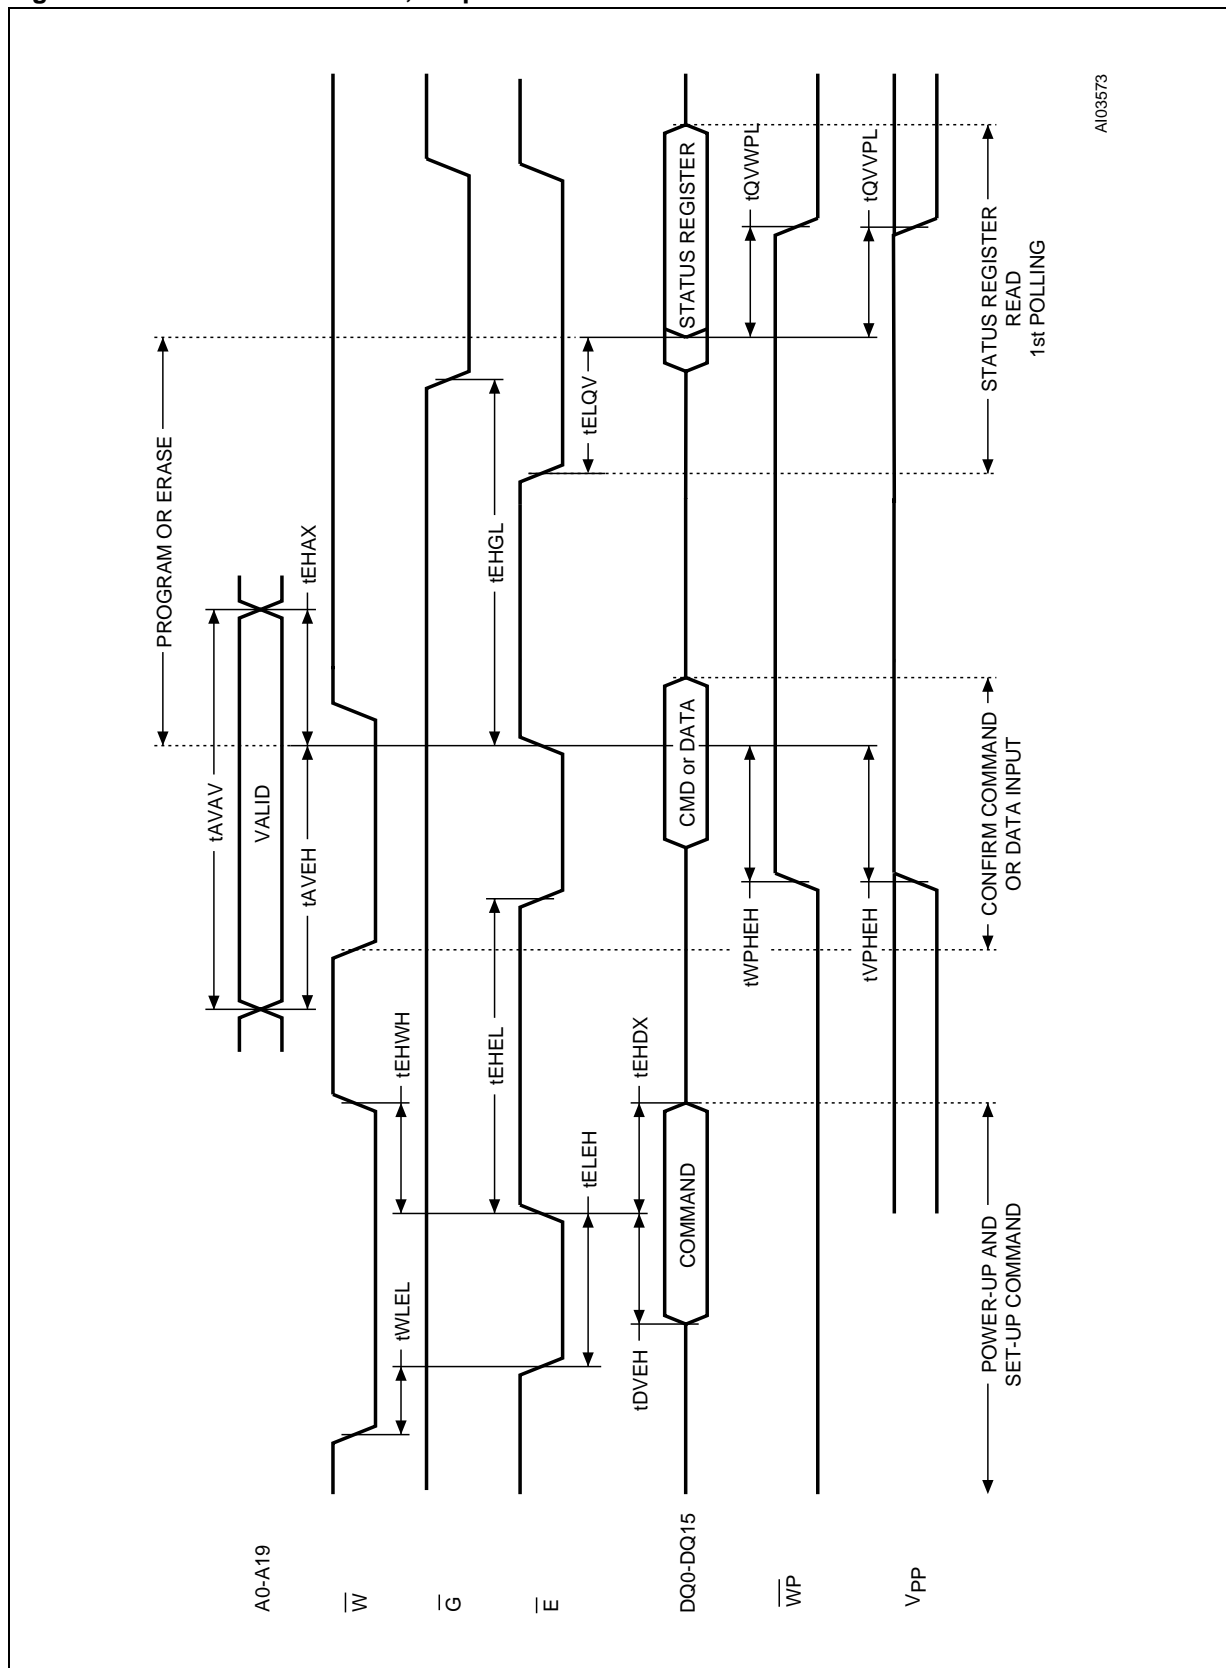 PROGRAM OR ERASE
tAVAV
A0-A19
VALID
tAVEH
tEHAX
W
tWLEL
tEHWH
G
tEHEL
tEHGL
E
tELEH
tELQV
tDVEH
tEHDX
DQ0-DQ15
COMMAND
CMD or DATA
STATUS REGISTER
tWPHEH
tQVWPL
WP
tVPHEH
tQVVPL
VPP
POWER-UP AND
SET-UP COMMAND
CONFIRM COMMAND
OR DATA INPUT
STATUS REGISTER
READ
1st POLLING
AI03573